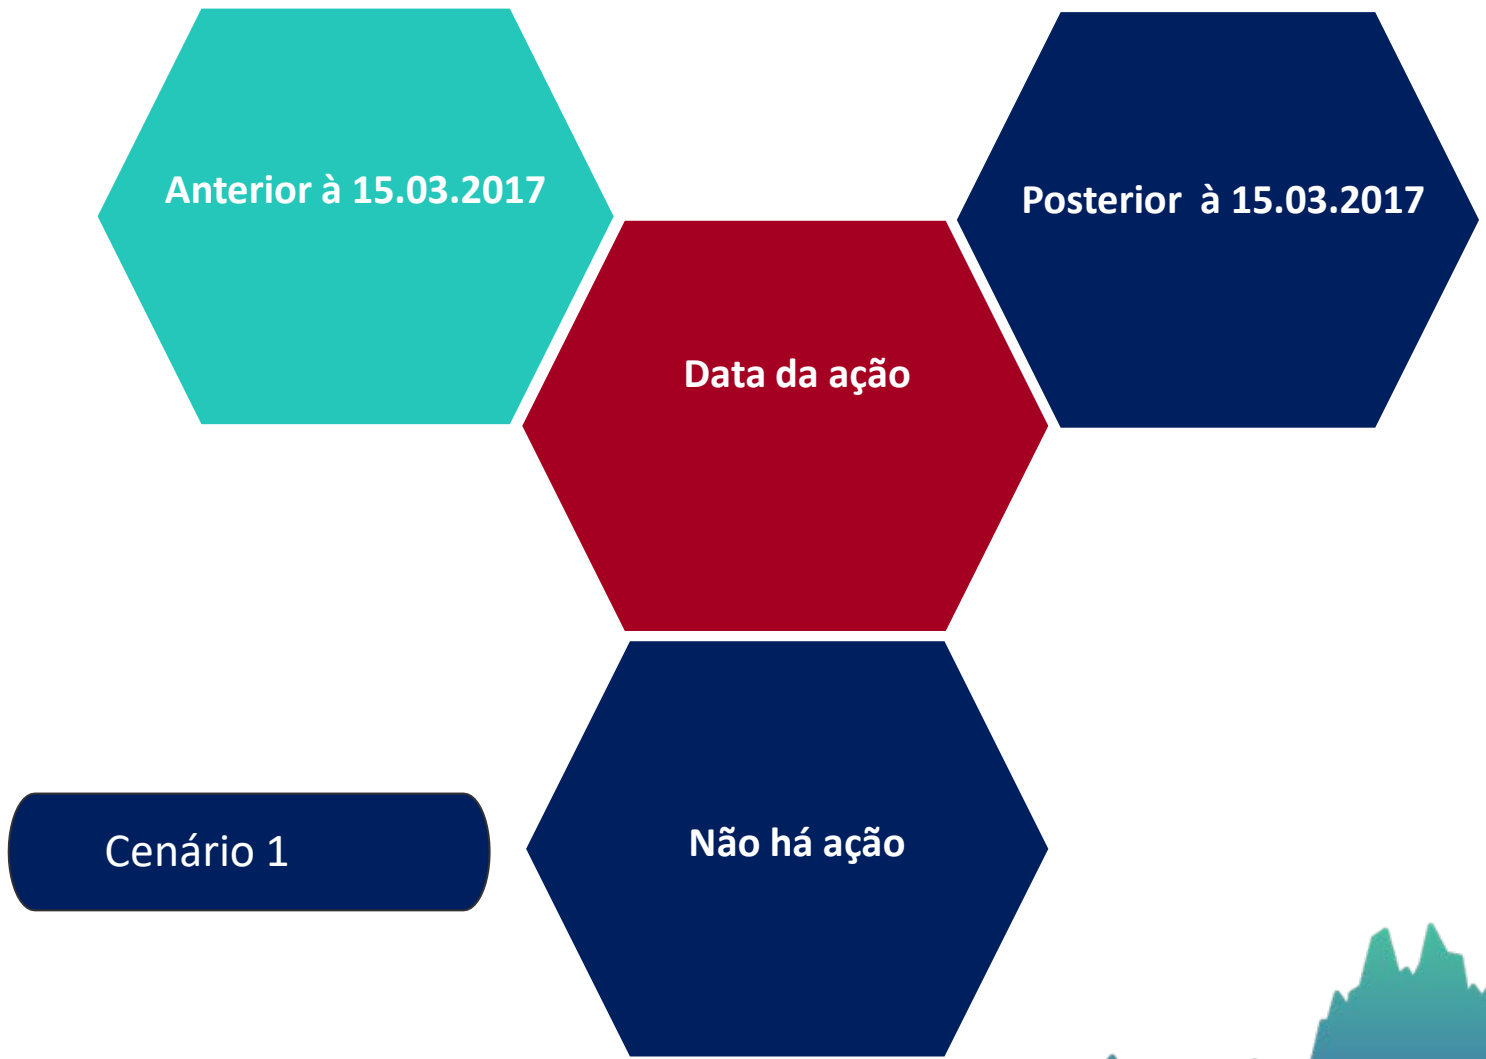 Anterior à 15.03.2017
Posterior à 15.03.2017
Data da ação
Não há ação
Cenário 1